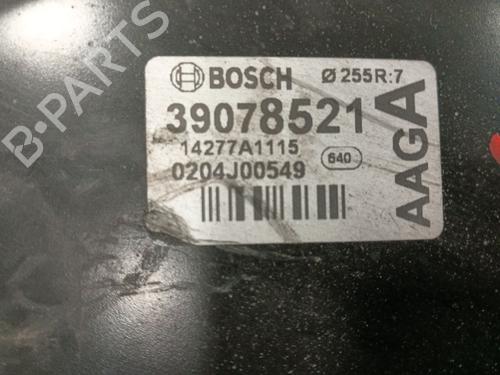 BOSCH Ø 255R:7
39078521
14277A1115
0204J00549 640
AAGA
B-PARTS